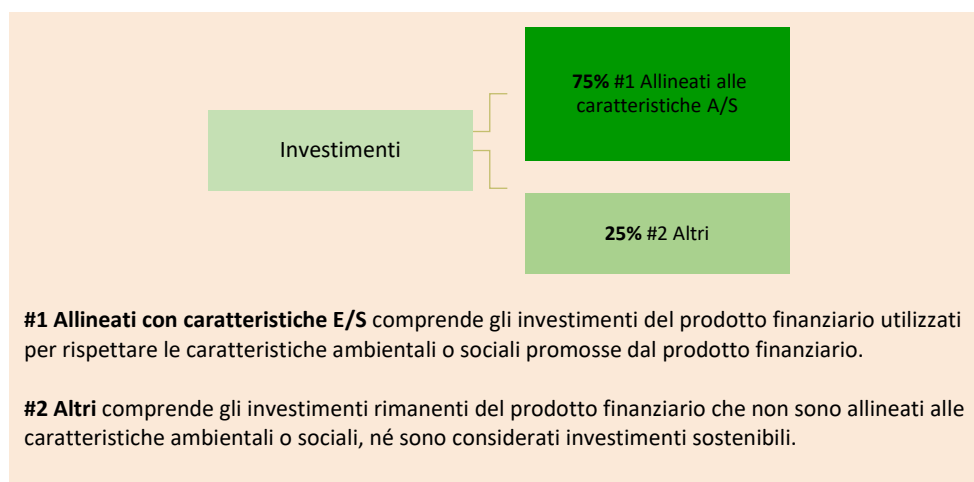 75% #1 Allineati alle
caratteristiche A/S
Investimenti
25% #2 Altri
#1 Allineati con caratteristiche E/S comprende gli investimenti del prodotto finanziario utilizzati
per rispettare le caratteristiche ambientali o sociali promosse dal prodotto finanziario.
#2 Altri comprende gli investimenti rimanenti del prodotto finanziario che non sono allineati alle
caratteristiche ambientali o sociali, né sono considerati investimenti sostenibili.